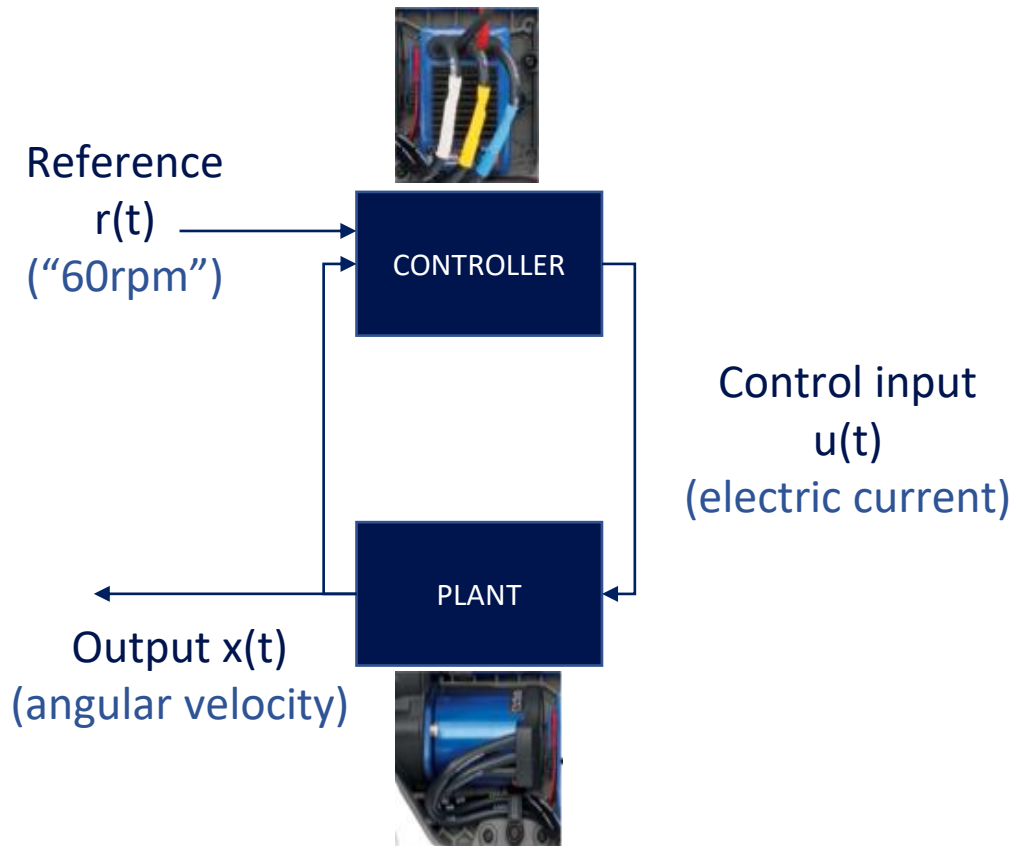 Reference
r(t)
(“60rpm”)
CONTROLLER
Control input
u(t)
(electric current)
PLANT
Output x(t)
(angular velocity)